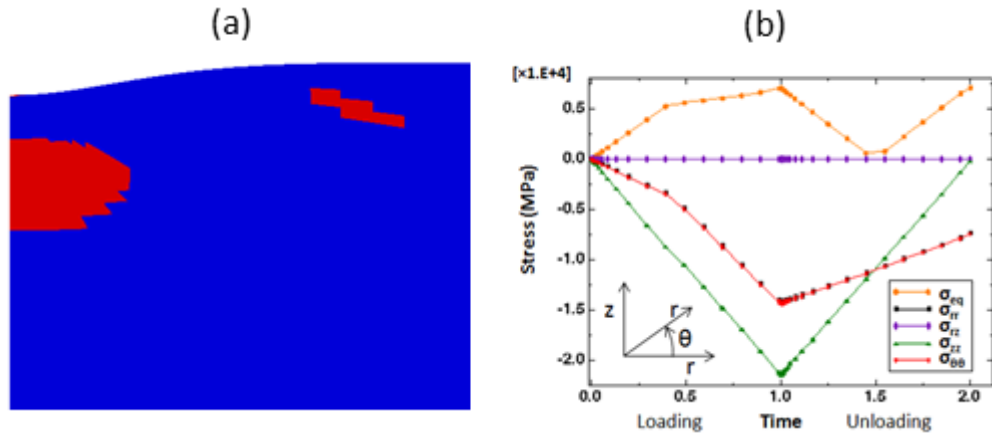 (a)
(b)
[×1.E+4]
0.5
0.0
-0.5
-1.0
-1.5
-2.0
Stress (MPa)
z
r
θ
r
σeq
σrr
σrz
σzz
σθθ
0.0 0.5 1.0 1.5 2.0
Loading Time Unloading